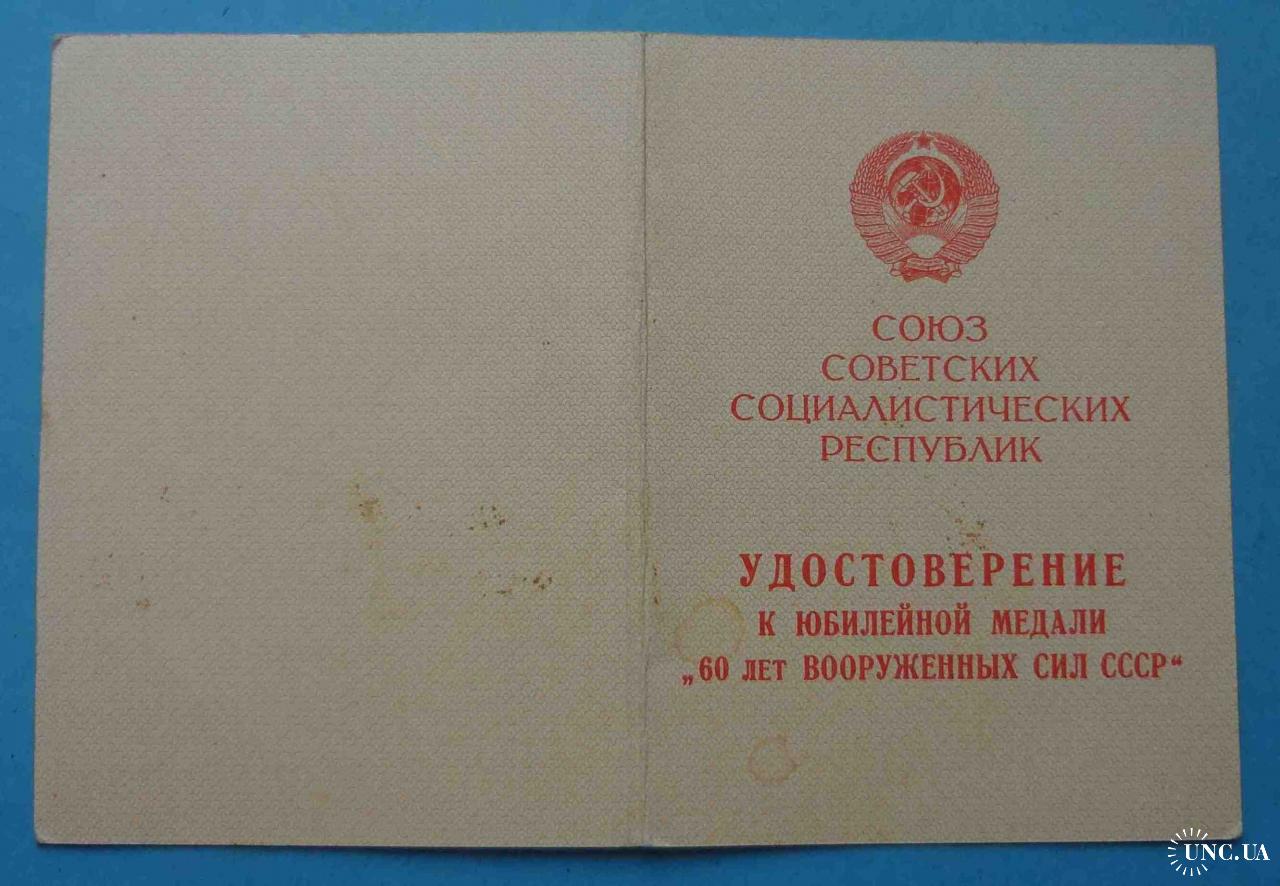 СОЮЗ
СОВЕТСКИХ
СОЦИАЛИСТИЧЕСКИХ
РЕСПУБЛИК
УДОСТОВЕРЕНИЕ
К ЮБИЛЕЙНОЙ МЕДАЛИ
„60 ЛЕТ ВООРУЖЕННЫХ СИЛ СССР“
UNC.UA